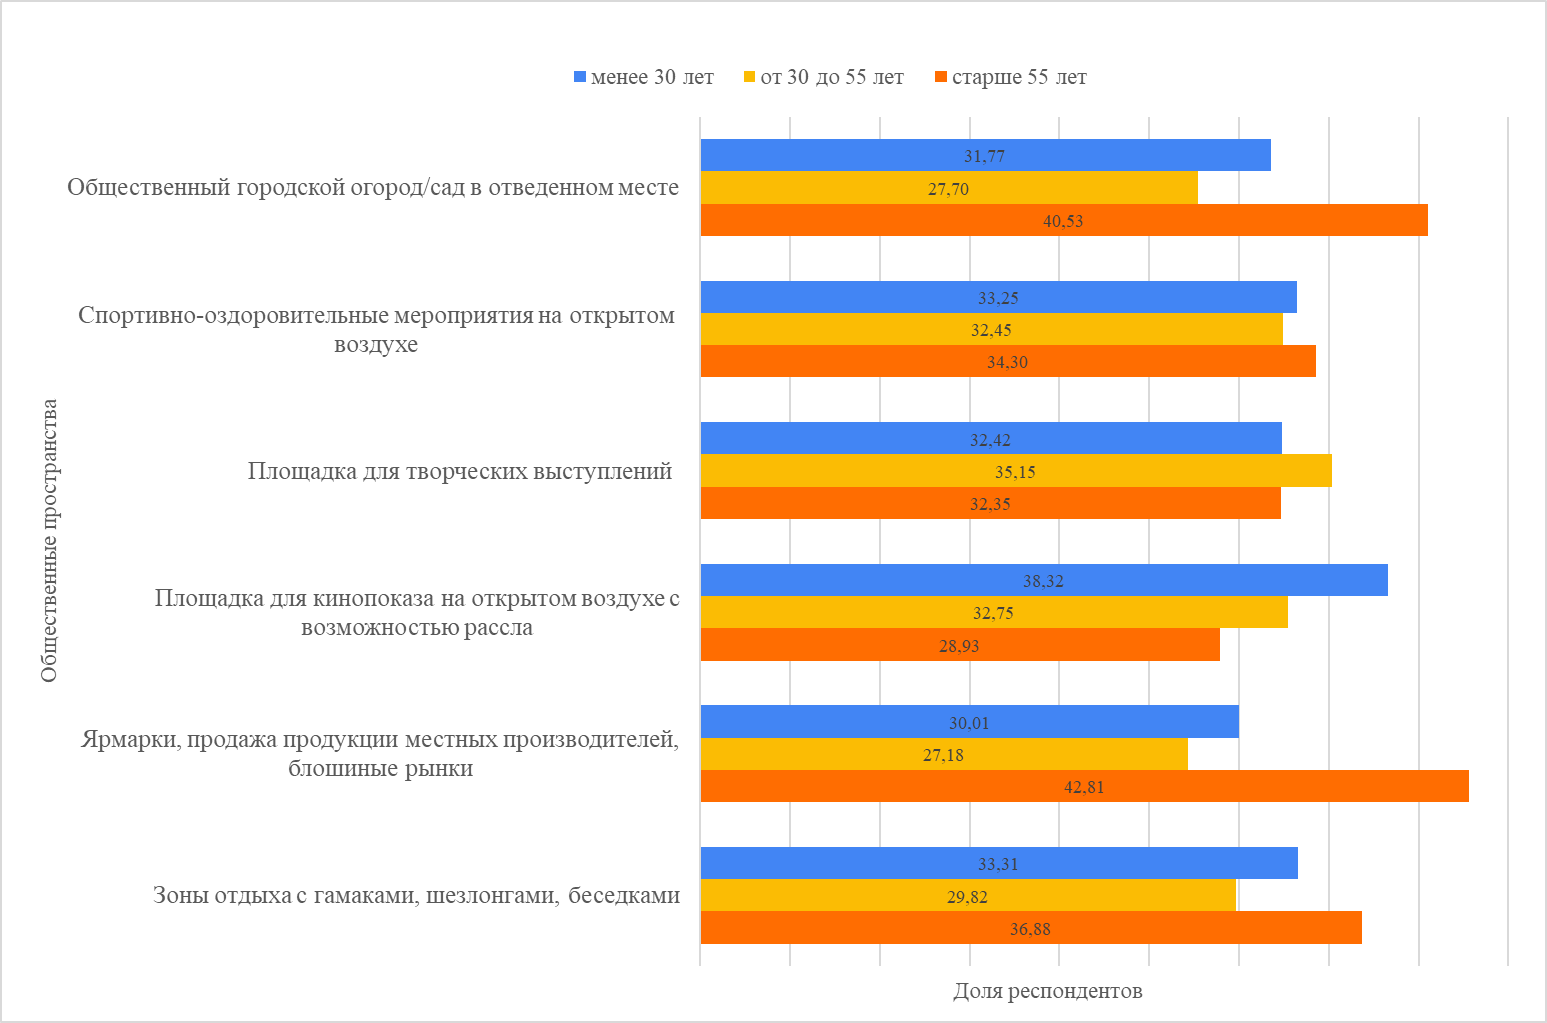 менее 30 лет от 30 до 55 лет старше 55 лет
Общественный городской огород/сад в отведенном месте
31,77
27,70
40,53
Спортивно-оздоровительные мероприятия на открытом
воздухе
33,25
32,45
34,30
Площадка для творческих выступлений
32,42
35,15
32,35
Площадка для кинопоказа на открытом воздухе с
возможностью рассла
38,32
32,75
28,93
Ярмарки, продажа продукции местных производителей,
блошиные рынки
30,01
27,18
42,81
Зоны отдыха с гамаками, шезлонгами, беседками
33,31
29,82
36,88
Общественные пространства
Доля респондентов